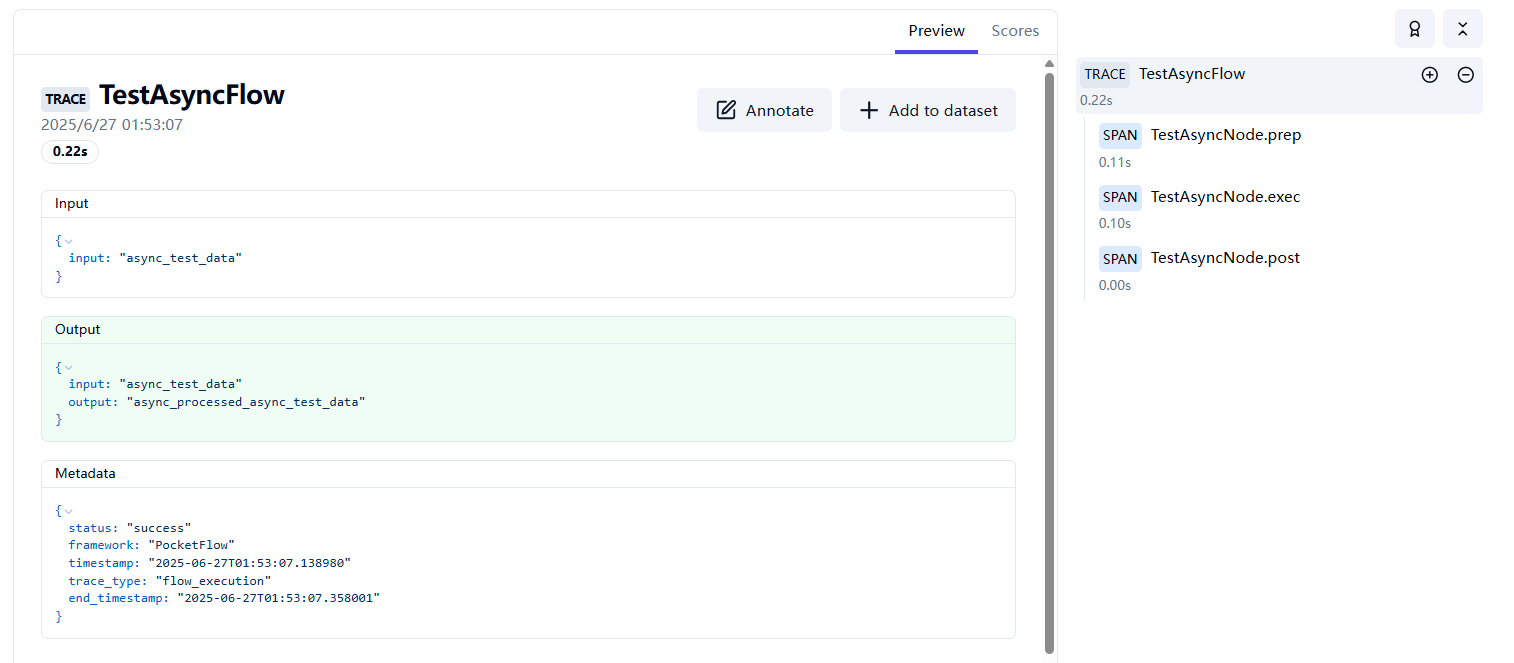 Preview Scores
TRACE TestAsyncFlow
2025/6/27 01:53:07
0.22s
Annotate
Add to dataset
Input
{
input: "async_test_data"
}
Output
{
input: "async_test_data"
output: "async_processed_async_test_data"
}
Metadata
{
status: "success"
framework: "PocketFlow"
timestamp: "2025-06-27T01:53:07.138980"
trace_type: "flow_execution"
end_timestamp: "2025-06-27T01:53:07.358001"
}
TRACE TestAsyncFlow
0.22s
SPAN TestAsyncNode.prep
0.11s
SPAN TestAsyncNode.exec
0.10s
SPAN TestAsyncNode.post
0.00s